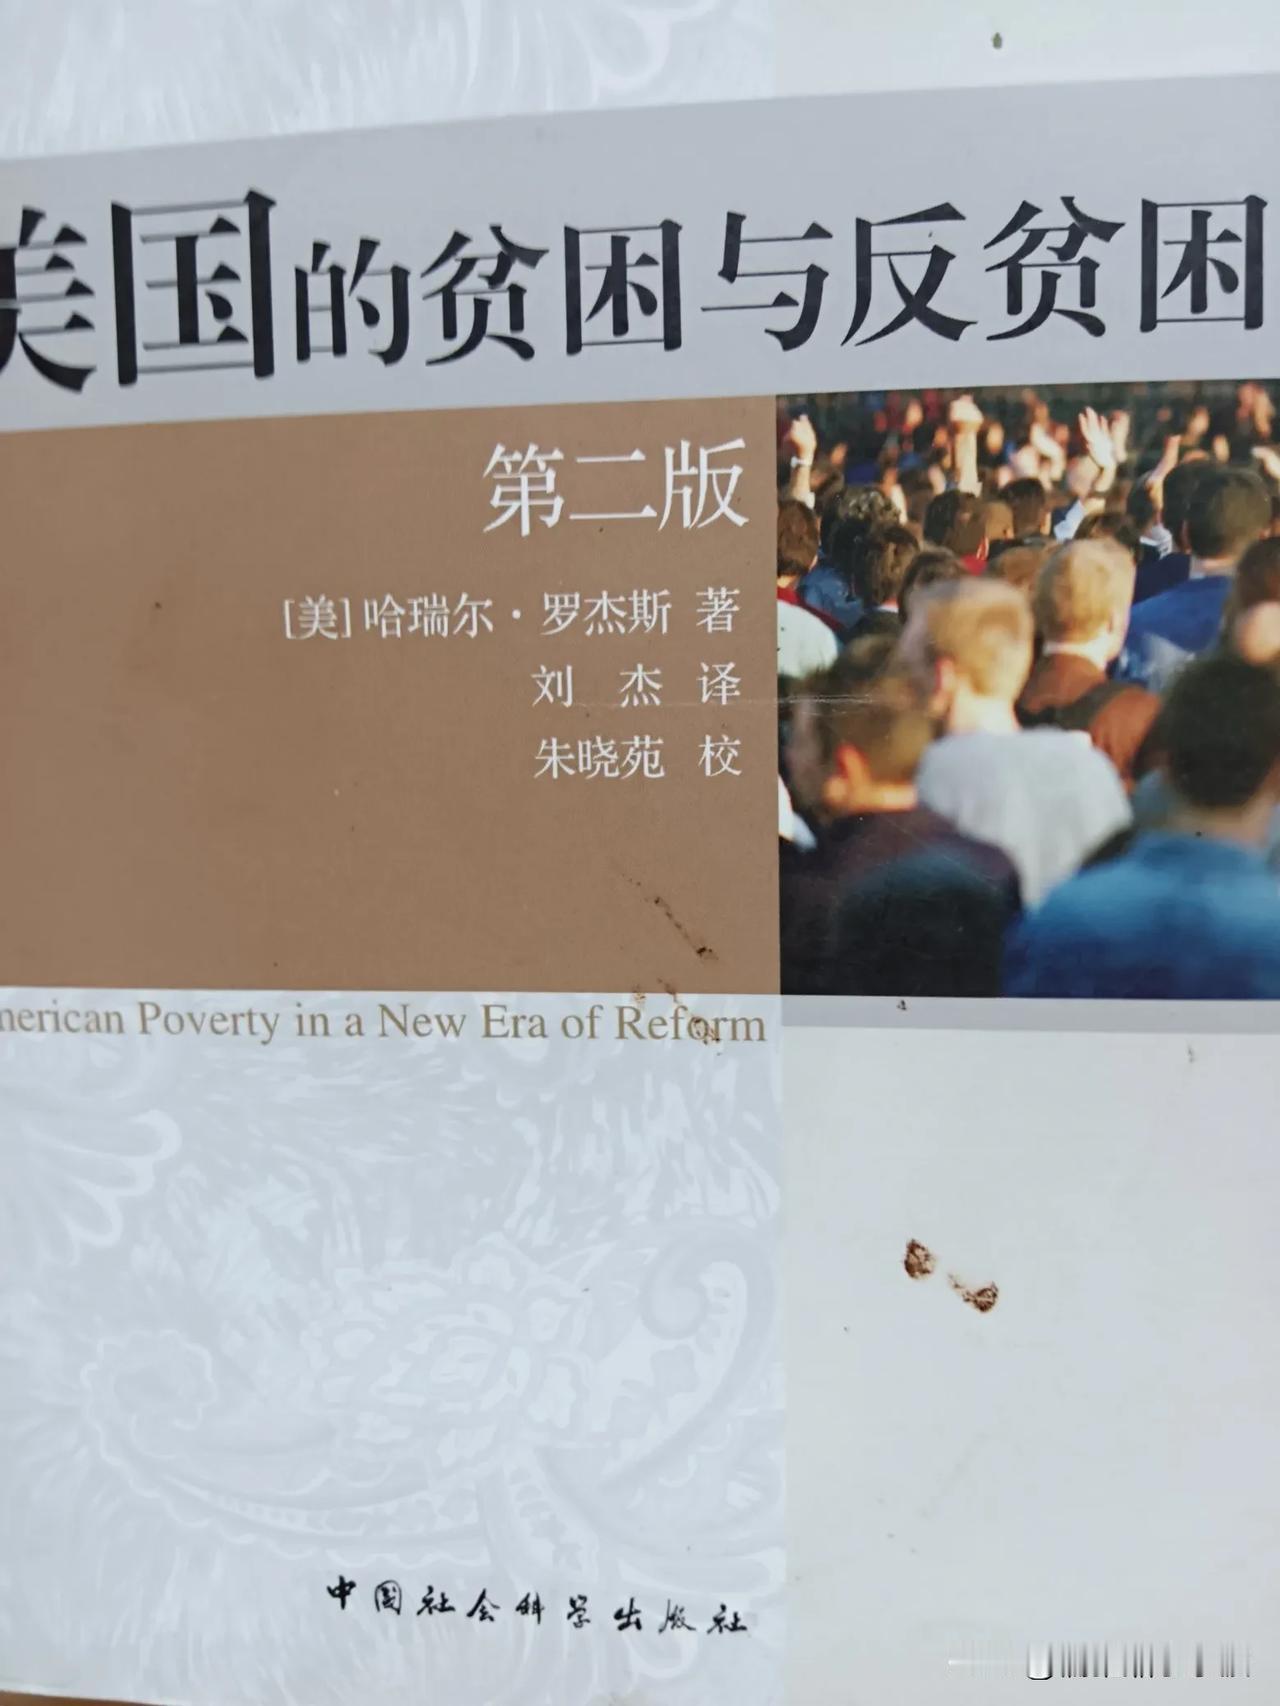 美国的贫困与反贫困
第二版
[美]哈瑞尔·罗杰斯 著
刘 杰 译
朱晓苑 校
merican Poverty in a New Era of Reform
中国社会科学出版社